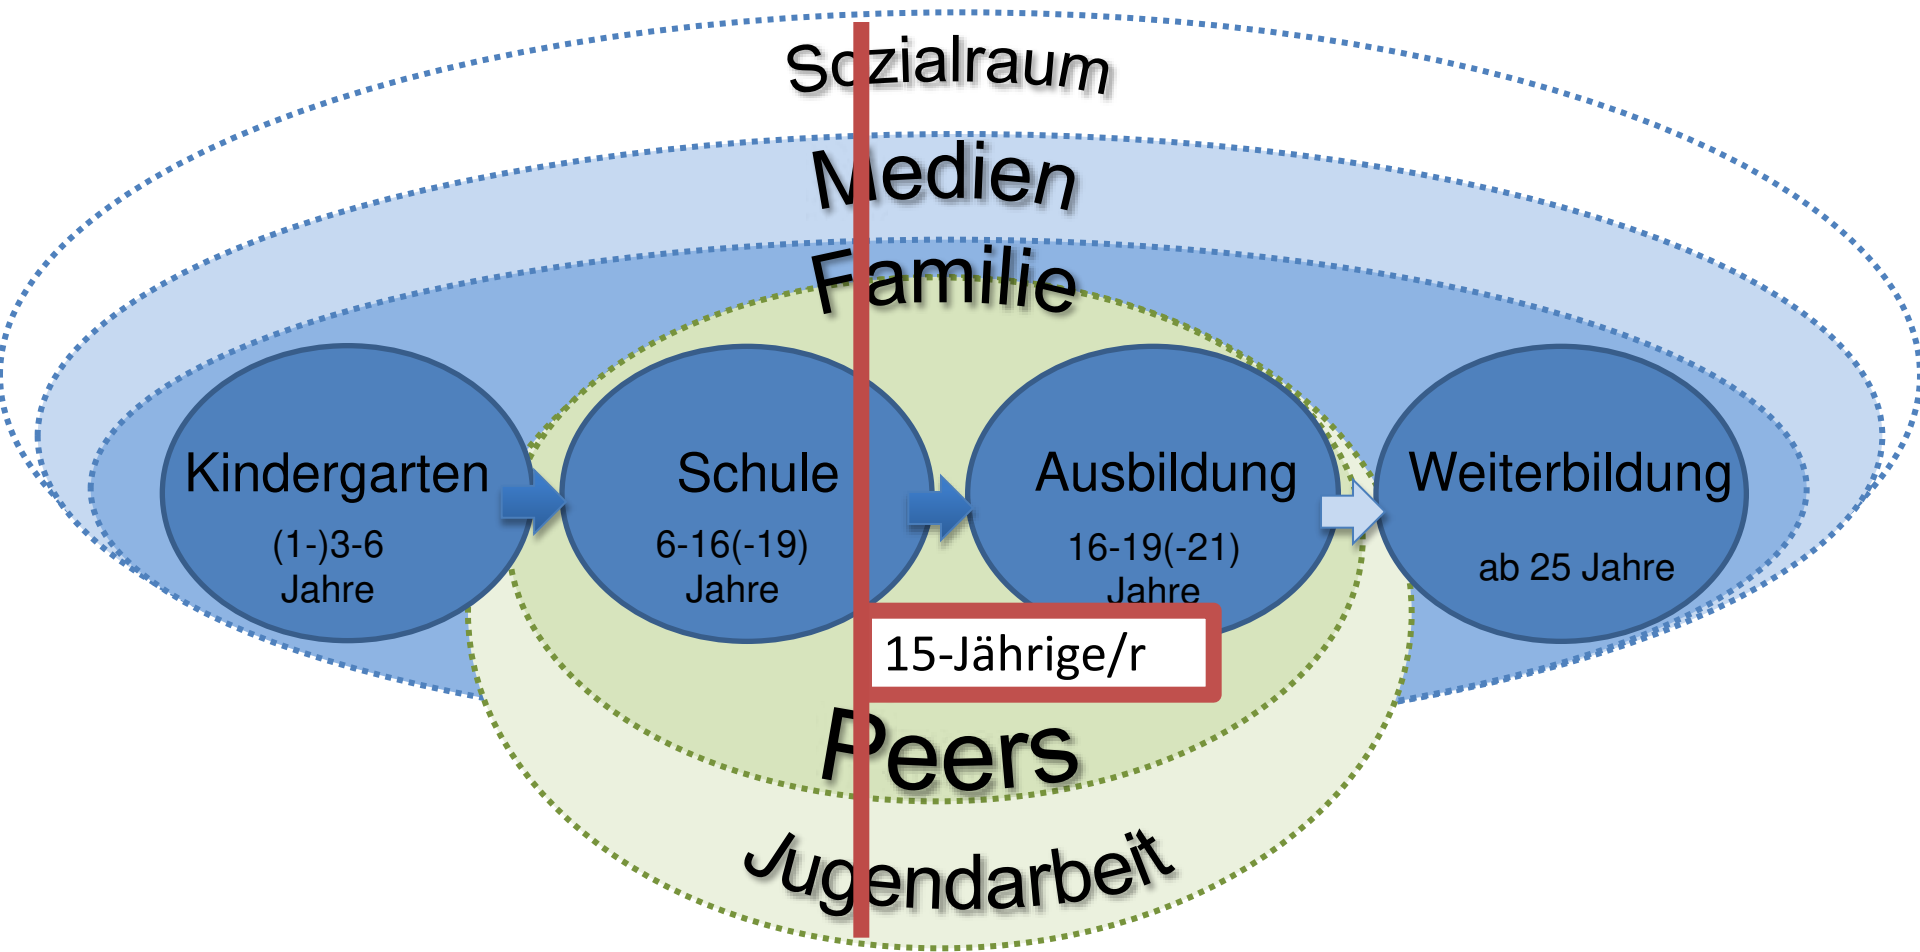 Sozialraum
Medien
Familie
Kindergarten
(1-)3-6
Jahre
Schule
6-16(-19)
Jahre
Ausbildung
16-19(-21)
Jahre
Weiterbildung
ab 25 Jahre
15-Jährige/r
Peers
Jugendarbeit